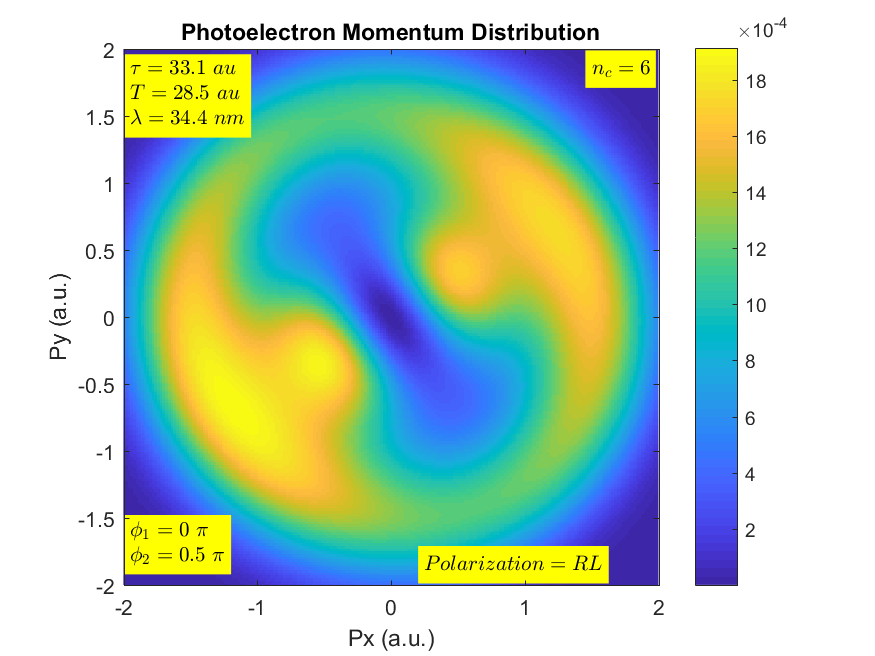 Photoelectron Momentum Distribution
×10⁻⁴
τ = 33.1 au
T = 28.5 au
λ = 34.4 nm
n_c = 6
ϕ₁ = 0 π
ϕ₂ = 0.5 π
Polarization = RL
2
1.5
1
0.5
0
-0.5
-1
-1.5
-2
Py (a.u.)
-2
-1
0
1
2
Px (a.u.)
18
16
14
12
10
8
6
4
2